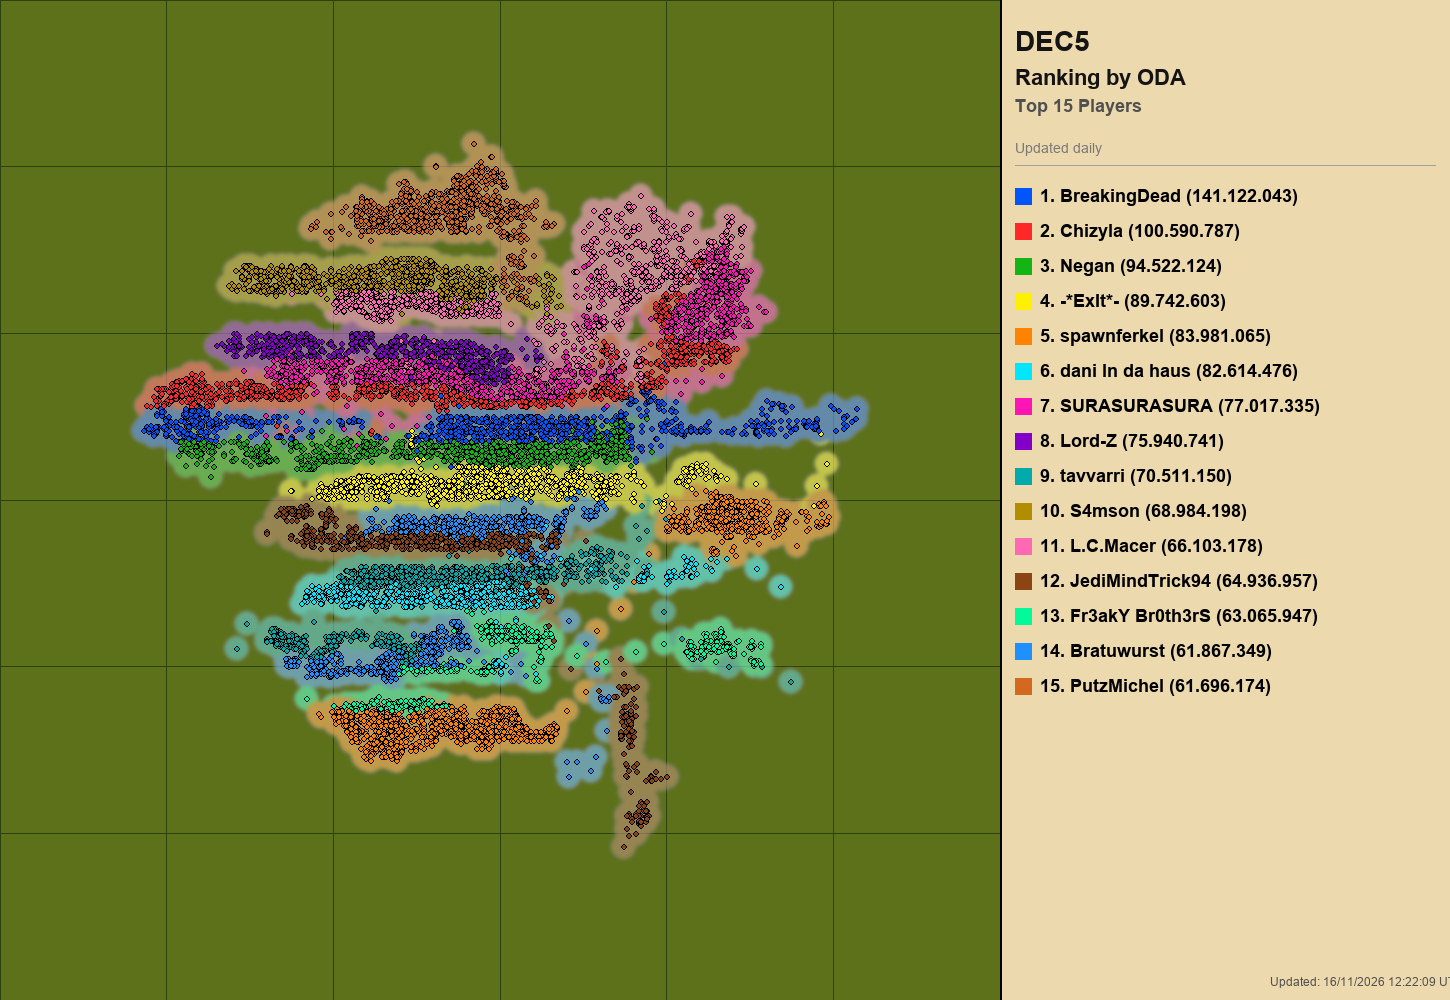 DEC5
Ranking by ODA
Top 15 Players
Updated daily
1. BreakingDead (141.122.043)
2. Chizyla (100.590.787)
3. Negan (94.522.124)
4. -*ExIt*- (89.742.603)
5. spawnferkel (83.981.065)
6. dani In da haus (82.614.476)
7. SURASURASURA (77.017.335)
8. Lord-Z (75.940.741)
9. tavvarri (70.511.150)
10. S4mson (68.984.198)
11. L.C.Macer (66.103.178)
12. JediMindTrick94 (64.936.957)
13. Fr3akY Br0th3rS (63.065.947)
14. Bratuwurst (61.867.349)
15. PutzMichel (61.696.174)
Updated: 16/11/2026 12:22:09